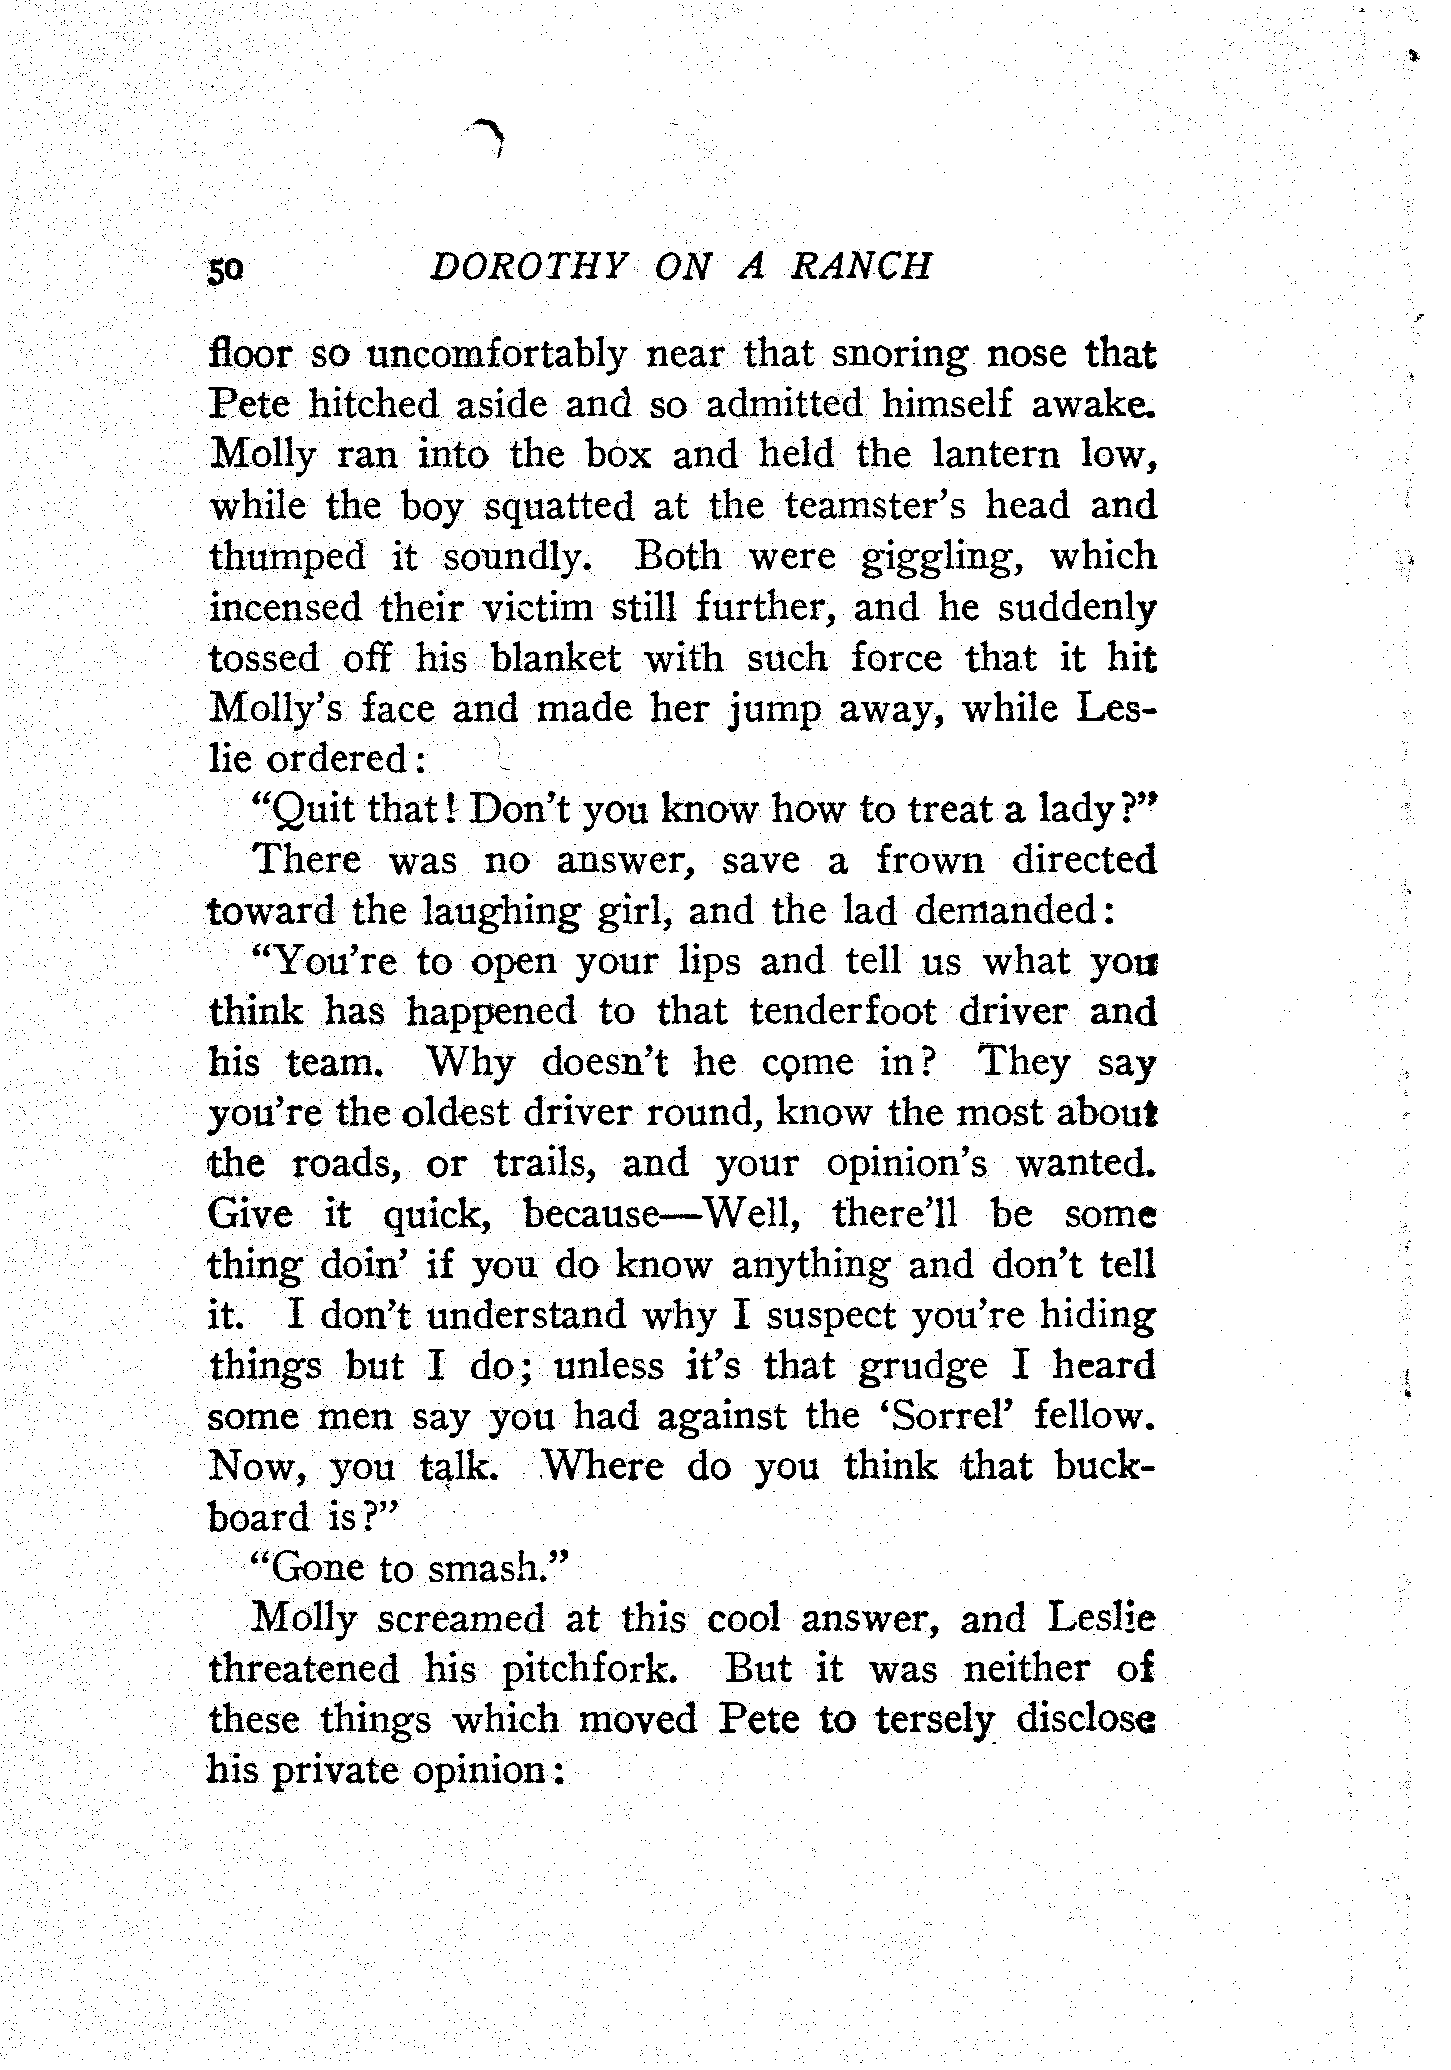 50 DOROTHY ON A RANCH
floor so uncomfortably near that snoring nose that
Pete hitched aside and so admitted himself awake.
Molly ran into the box and held the lantern low,
while the boy squatted at the teamster's head and
thumped it soundly. Both were giggling, which
incensed their victim still further, and he suddenly
tossed off his blanket with such force that it hit
Molly's face and made her jump away, while Les-
lie ordered:
“Quit that! Don't you know how to treat a lady?”
There was no answer, save a frown directed
toward the laughing girl, and the lad demanded:
“You're to open your lips and tell us what you
think has happened to that tenderfoot driver and
his team. Why doesn't he come in? They say
you're the oldest driver round, know the most about
the roads, or trails, and your opinion's wanted.
Give it quick, because—Well, there'll be some
thing doin' if you do know anything and don't tell
it. I don't understand why I suspect you're hiding
things but I do; unless it's that grudge I heard
some men say you had against the ‘Sorrel’ fellow.
Now, you talk. Where do you think that buck-
board is?”
“Gone to smash.”
Molly screamed at this cool answer, and Leslie
threatened his pitchfork. But it was neither of
these things which moved Pete to tersely disclose
his private opinion: